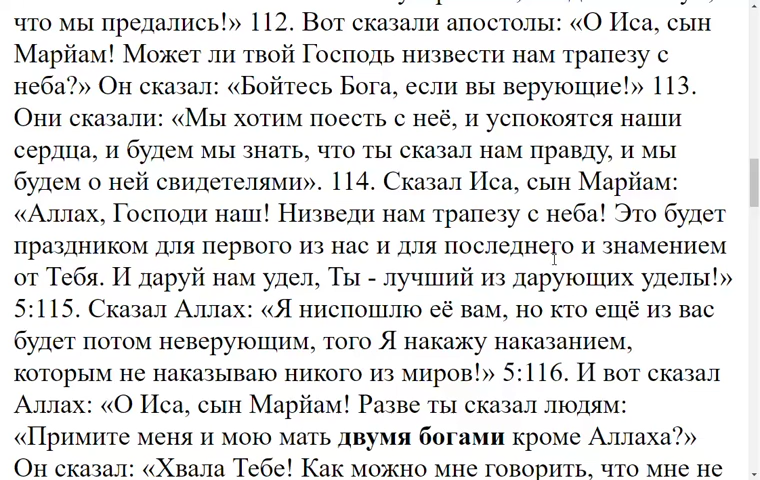 что мы предались!» 112. Вот сказали апостолы: «О Иса, сын
Марйам! Может ли твой Господь низвести нам трапезу с
неба?» Он сказал: «Бойтесь Бога, если вы верующие!» 113.
Они сказали: «Мы хотим поесть с неё, и успокоятся наши
сердца, и будем мы знать, что ты сказал нам правду, и мы
будем о ней свидетелями». 114. Сказал Иса, сын Марйам:
«Аллах, Господи наш! Низведи нам трапезу с неба! Это будет
праздником для первого из нас и для последнего и знамением
от Тебя. И даруй нам удел, Ты - лучший из дарующих уделы!»
5:115. Сказал Аллах: «Я ниспошлю её вам, но кто ещё из вас
будет потом неверующим, того Я накажу наказанием,
которым не наказываю никого из миров!» 5:116. И вот сказал
Аллах: «О Иса, сын Марйам! Разве ты сказал людям:
«Примите меня и мою мать двумя богами кроме Аллаха?»
Он сказал: «Хвала Тебе! Как можно мне говорить, что мне не